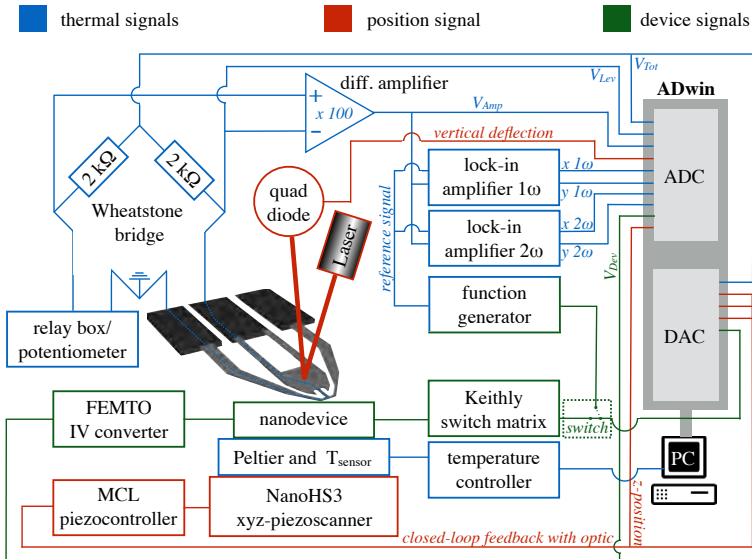 thermal signals
position signal
device signals
diff. amplifier
V_Tot
V_Lev
ADwin
+
x 100
−
V_Amp
vertical deflection
2 kΩ
2 kΩ
quad
diode
Laser
Wheatstone
bridge
reference signal
lock-in
amplifier 1ω
x 1ω
y 1ω
ADC
lock-in
amplifier 2ω
x 2ω
y 2ω
V_Dev
function
generator
DAC
relay box/
potentiometer
FEMTO
IV converter
nanodevice
Keithly
switch matrix
switch
Peltier and T_sensor
temperature
controller
PC
MCL
piezocontroller
NanoHS3
xyz-piezoscanner
z-position
closed-loop feedback with optic